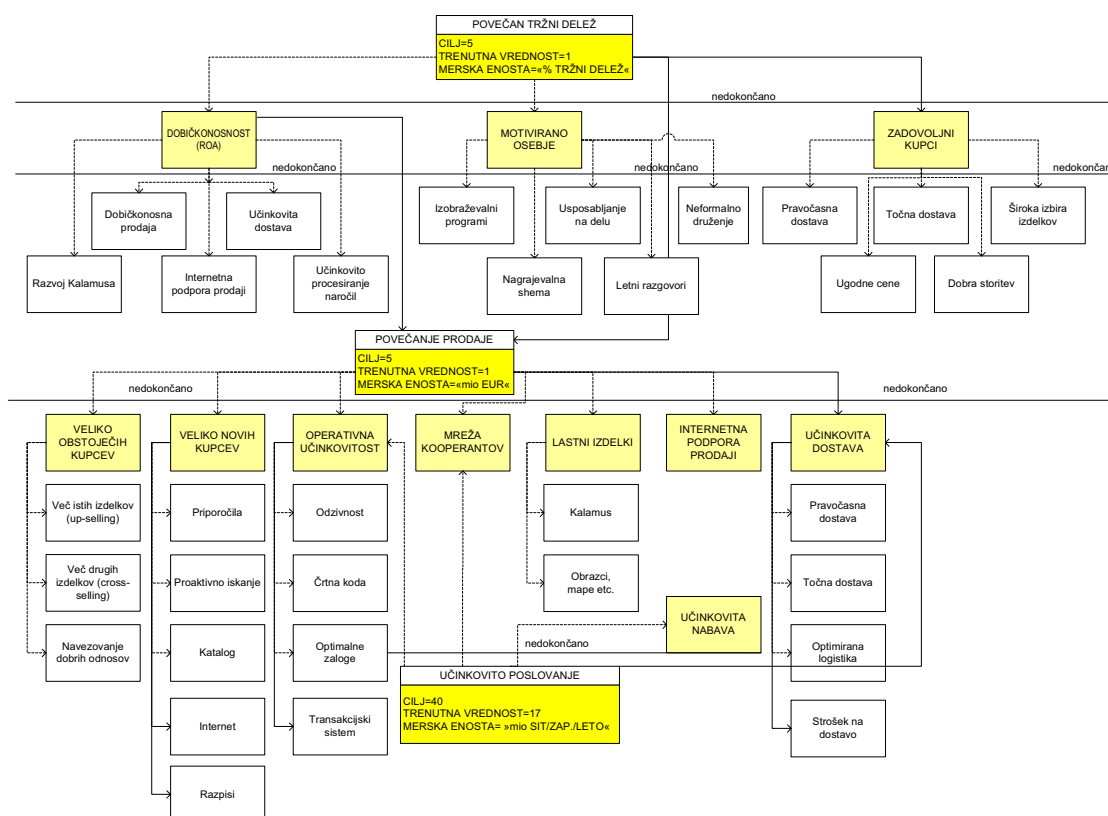 POVEČAN TRŽNI DELEŽ
CILJ=5
TRENUTNA VREDNOST=1
MERSKA ENOSTA=«% TRŽNI DELEŽ«
nedokončano
DOBIČKONOSNOST
(ROA)
MOTIVIRANO
OSEBJE
ZADOVOLJNI
KUPCI
nedokončano
nedokončano
nedokončano
Dobičkonosna
prodaja
Učinkovita
dostava
Izobraževalni
programi
Usposabljanje
na delu
Neformalno
druženje
Pravočasna
dostava
Točna dostava
Široka izbira
izdelkov
Razvoj Kalamusa
Internetna
podpora prodaji
Učinkovito
procesiranje
naročil
Nagrajevalna
shema
Letni razgovori
Ugodne cene
Dobra storitev
POVEČANJE PRODAJE
CILJ=5
TRENUTNA VREDNOST=1
MERSKA ENOSTA=«mio EUR«
nedokončano
nedokončano
VELIKO
OBSTOJEČIH
KUPCEV
VELIKO NOVIH
KUPCEV
OPERATIVNA
UČINKOVITOST
MREŽA
KOOPERANTOV
LASTNI IZDELKI
INTERNETNA
PODPORA
PRODAJI
UČINKOVITA
DOSTAVA
Več istih izdelkov
(up-selling)
Priporočila
Odzivnost
Kalamus
Pravočasna
dostava
Več drugih
izdelkov (cross-
selling)
Proaktivno iskanje
Črtna koda
Obrazci,
mape etc.
Točna dostava
UČINKOVITA
NABAVA
Navezovanje
dobrih odnosov
Katalog
Optimalne
zaloge
nedokončano
Optimirana
logistika
UČINKOVITO POSLOVANJE
CILJ=40
TRENUTNA VREDNOST=17
MERSKA ENOSTA= »mio SIT/ZAP./LETO«
Internet
Transakcijski
sistem
Strošek na
dostavo
Razpisi